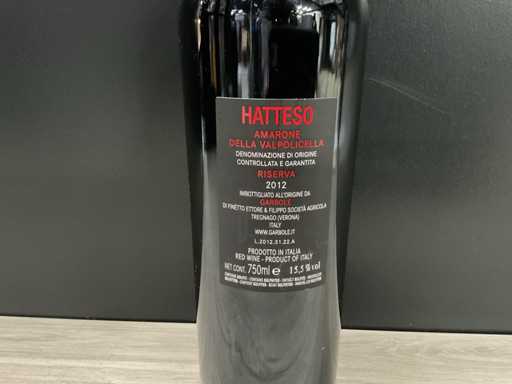 HATTESO
AMARONE
DELLA VALPOLICELLA
DENOMINAZIONE DI ORIGINE
CONTROLLATA E GARANTITA
RISERVA
2012
IMBOTTIGLIATO ALL'ORIGINE DA
GARBOLE
DI FINETTO ETTORE & FILIPPO SOCIETÀ AGRICOLA
TREGNAGO (VERONA)
ITALY
WWW.GARBOLE.IT
L.2012.31.22.A
PRODOTTO IN ITALIA
RED WINE - PRODUCT OF ITALY
NET CONT. 750ml e 15,5% vol